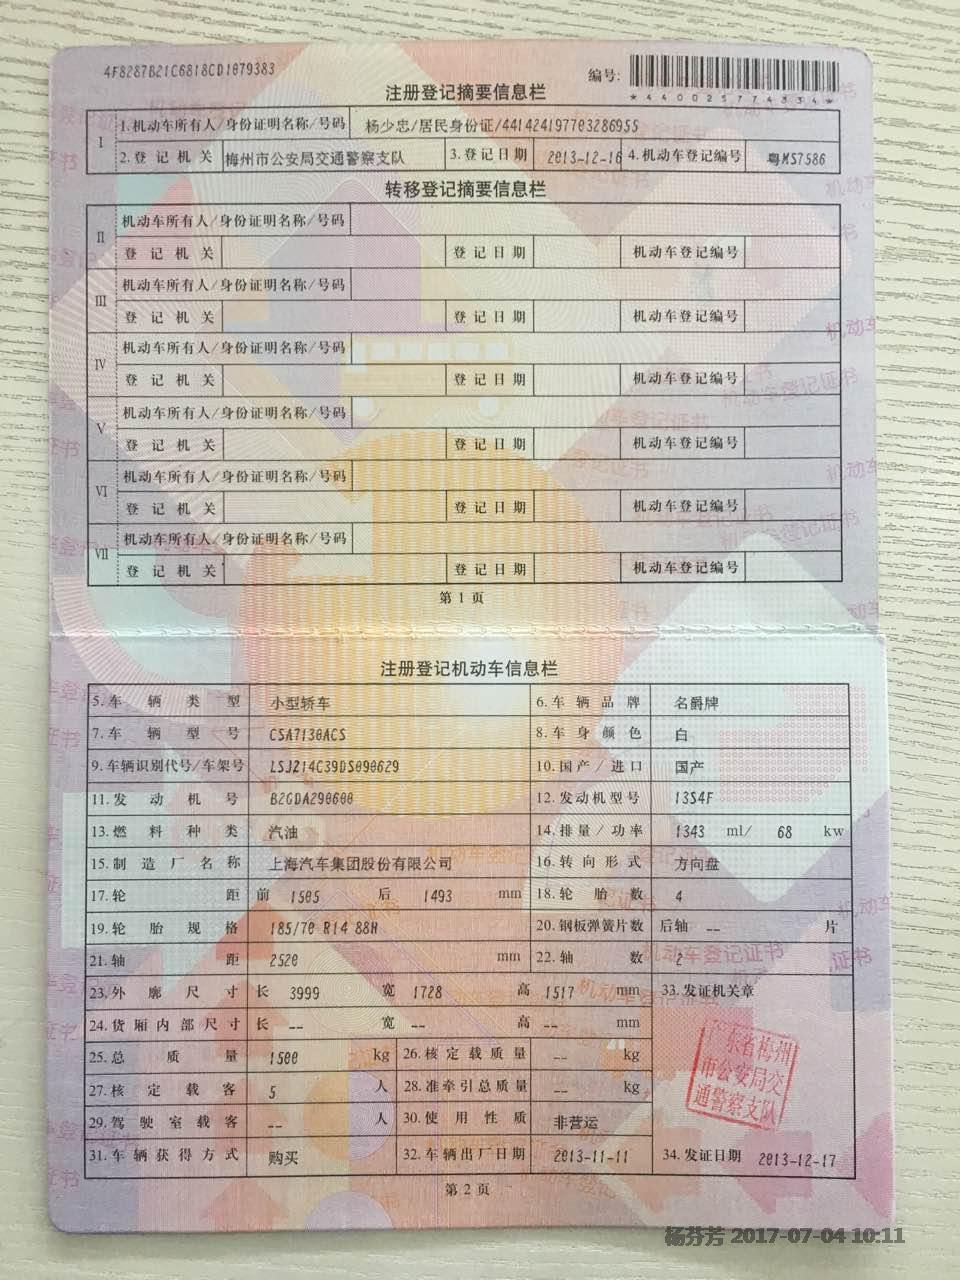 4F8287B21C6818CD1079383
编号:
*440025774334*
注册登记摘要信息栏
I
1.机动车所有人/身份证明名称/号码 杨少忠/居民身份证/441424197703286955
2.登记机关 梅州市公安局交通警察支队 3.登记日期 2013-12-16 4.机动车登记编号 粤MS7586
转移登记摘要信息栏
II
机动车所有人/身份证明名称/号码
登记机关 登记日期 机动车登记编号
III
机动车所有人/身份证明名称/号码
登记机关 登记日期 机动车登记编号
IV
机动车所有人/身份证明名称/号码
登记机关 登记日期 机动车登记编号
V
机动车所有人/身份证明名称/号码
登记机关 登记日期 机动车登记编号
VI
机动车所有人/身份证明名称/号码
登记机关 登记日期 机动车登记编号
VII
机动车所有人/身份证明名称/号码
登记机关 登记日期 机动车登记编号
第1页
注册登记机动车信息栏
5.车辆类型 小型轿车 6.车辆品牌 名爵牌
7.车辆型号 CSA7130ACS 8.车身颜色 白
9.车辆识别代号/车架号 LSJZ14C39DS090629 10.国产/进口 国产
11.发动机号 B2GDA290600 12.发动机型号 13S4F
13.燃料种类 汽油 14.排量/功率 1343 ml/ 68 kw
15.制造厂名称 上海汽车集团股份有限公司 16.转向形式 方向盘
17.轮距 前 1505 后 1493 mm 18.轮胎数 4
19.轮胎规格 185/70 R14 88H 20.钢板弹簧片数 后轴 -- 片
21.轴距 2520 mm 22.轴数 2
23.外廓尺寸 长 3999 宽 1728 高 1517 mm 33.发证机关章
24.货厢内部尺寸 长 -- 宽 -- 高 -- mm
25.总质量 1500 kg 26.核定载质量 -- kg
27.核定载客 5 人 28.准牵引总质量 -- kg
广东省梅州
市公安局交
通警察支队
29.驾驶室载客 -- 人 30.使用性质 非营运
31.车辆获得方式 购买 32.车辆出厂日期 2013-11-11 34.发证日期 2013-12-17
第2页
杨芬芳 2017-07-04 10:11